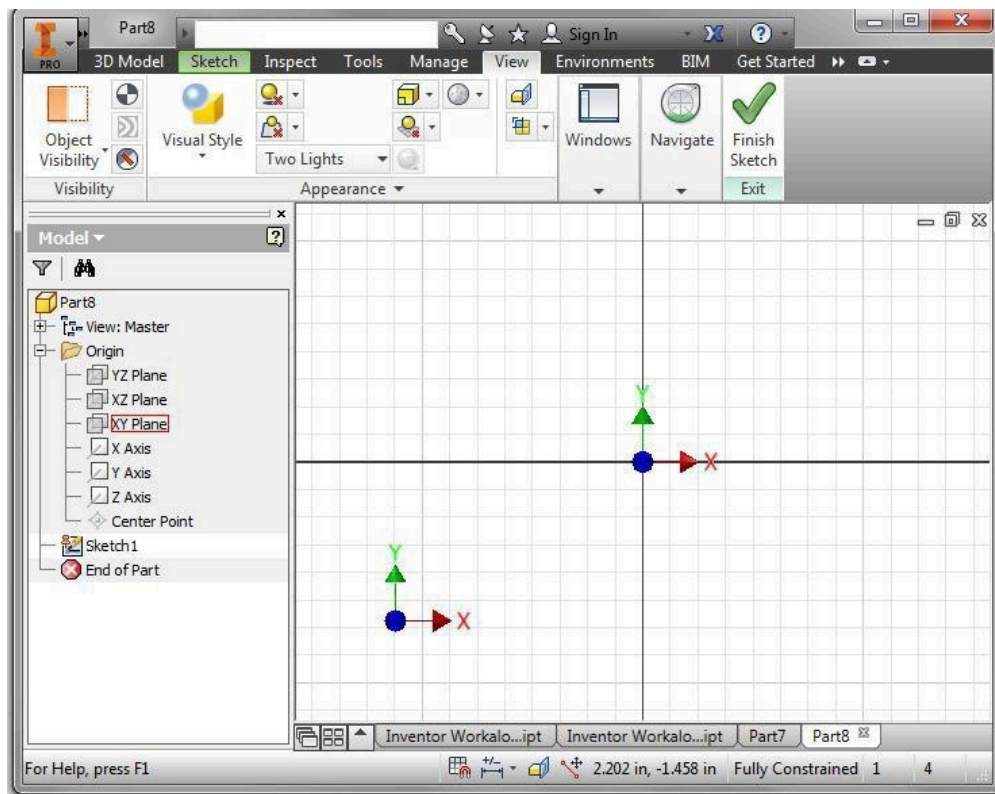 Part8
Sign In
PRO
3D Model Sketch Inspect Tools Manage View Environments BIM Get Started
Object Visibility
Visual Style
Two Lights
Windows
Navigate
Finish Sketch
Visibility
Appearance
Exit
Model
Part8
View: Master
Origin
YZ Plane
XZ Plane
XY Plane
X Axis
Y Axis
Z Axis
Center Point
Sketch1
End of Part
Y
X
Y
X
Inventor Workalo...ipt Inventor Workalo...ipt Part7 Part8
For Help, press F1 2.202 in, -1.458 in Fully Constrained 1 4